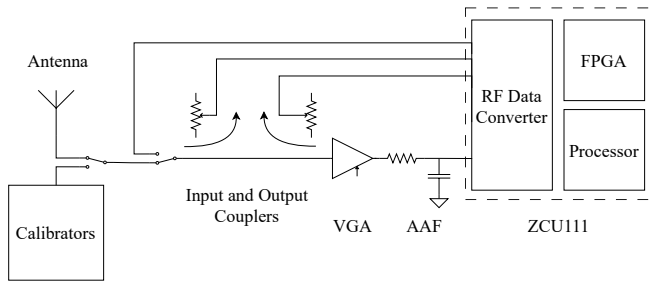 Antenna
FPGA
RF Data
Converter
Processor
Input and Output
Couplers
Calibrators
VGA
AAF
ZCU111